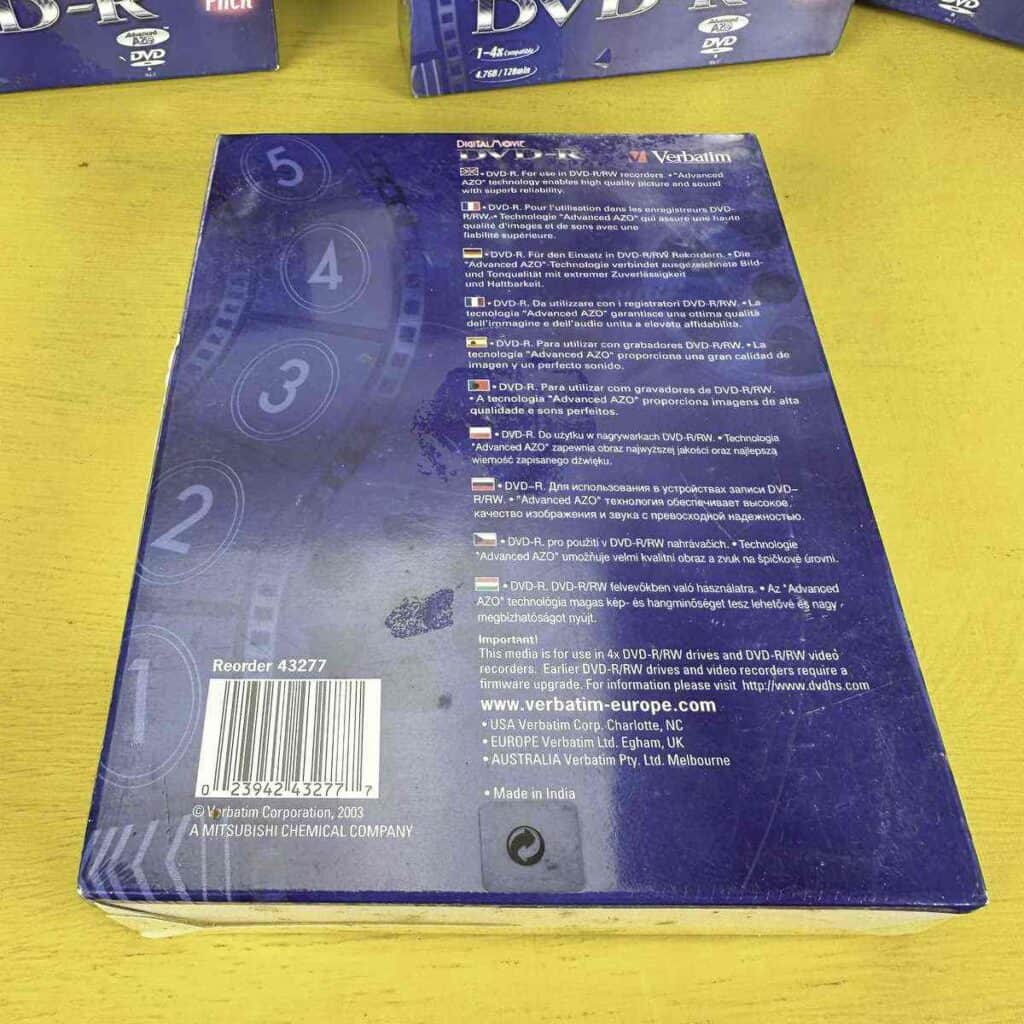 DVD-R
Advanced
AZO
DVD
DVD-R
1-4x Compatible
4.7GB / 120min
Advanced
AZO
DVD
DVD
5
4
3
2
1
DIGITAL MOVIE
DVD-R
Verbatim
• DVD-R. For use in DVD-R/RW recorders. • "Advanced
AZO" technology enables high quality picture and sound
with superb reliability.
• DVD-R. Pour l'utilisation dans les enregistreurs DVD-
R/RW. • Technologie "Advanced AZO" qui assure une haute
qualité d'images et de sons avec une
fiabilité supérieure.
• DVD-R. Für den Einsatz in DVD-R/RW Rekordern. • Die
"Advanced AZO"-Technologie verbindet ausgezeichnete Bild-
und Tonqualität mit extremer Zuverlässigkeit
und Haltbarkeit.
• DVD-R. Da utilizzare con i registratori DVD-R/RW. • La
tecnologia "Advanced AZO" garantisce una ottima qualità
dell'immagine e dell'audio unita a elevata affidabilità.
• DVD-R. Para utilizar con grabadores DVD-R/RW. • La
tecnología "Advanced AZO" proporciona una gran calidad de
imagen y un perfecto sonido.
• DVD-R. Para utilizar com gravadores de DVD-R/RW.
• A tecnologia "Advanced AZO" proporciona imagens de alta
qualidade e sons perfeitos.
• DVD-R. Do użytku w nagrywarkach DVD-R/RW. • Technologia
"Advanced AZO" zapewnia obraz najwyższej jakości oraz najlepszą
wierność zapisanego dźwięku.
• DVD-R. Для использования в устройствах записи DVD-
R/RW. • "Advanced AZO" технология обеспечивает высокое
качество изображения и звука с превосходной надежностью.
• DVD-R. pro použití v DVD-R/RW nahrávačích. • Technologie
"Advanced AZO" umožňuje velmi kvalitní obraz a zvuk na špičkové úrovni.
• DVD-R. DVD-R/RW felvevőkben való használatra. • Az "Advanced
AZO" technológia magas kép- és hangminőséget tesz lehetővé és nagy
megbízhatóságot nyújt.
Important!
This media is for use in 4x DVD-R/RW drives and DVD-R/RW video
recorders. Earlier DVD-R/RW drives and video recorders require a
firmware upgrade. For information please visit http://www.dvdhs.com
www.verbatim-europe.com
• USA Verbatim Corp. Charlotte, NC
• EUROPE Verbatim Ltd. Egham, UK
• AUSTRALIA Verbatim Pty. Ltd. Melbourne
• Made in India
Reorder 43277
0 23942 43277 7
© Verbatim Corporation, 2003
A MITSUBISHI CHEMICAL COMPANY